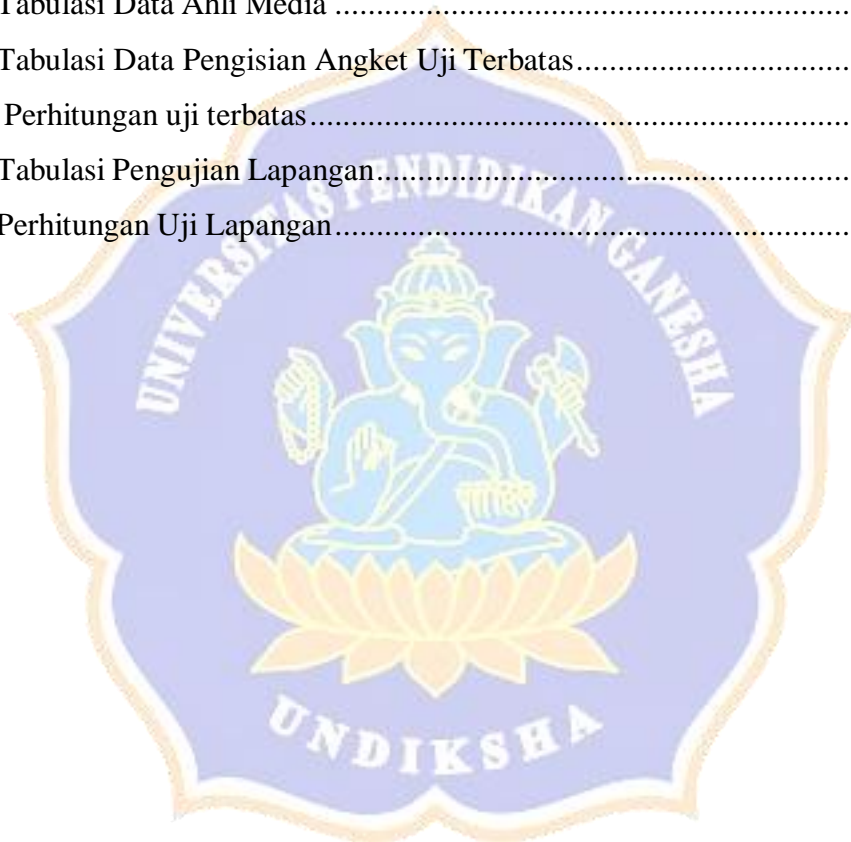 Tabulasi Data Ahli Media ..........................................................
Tabulasi Data Pengisian Angket Uji Terbatas..............................
Perhitungan uji terbatas.............................................................
Tabulasi Pengujian Lapangan.....................................................
Perhitungan Uji Lapangan..........................................................
UNIVERSITAS PENDIDIKAN GANESHA
UNDIKSHA